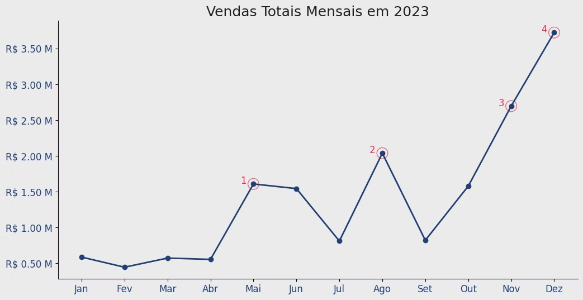 Vendas Totais Mensais em 2023
R$ 3.50 M
R$ 3.00 M
R$ 2.50 M
R$ 2.00 M
R$ 1.50 M
R$ 1.00 M
R$ 0.50 M
1
2
3
4
Jan Fev Mar Abr Mai Jun Jul Ago Set Out Nov Dez